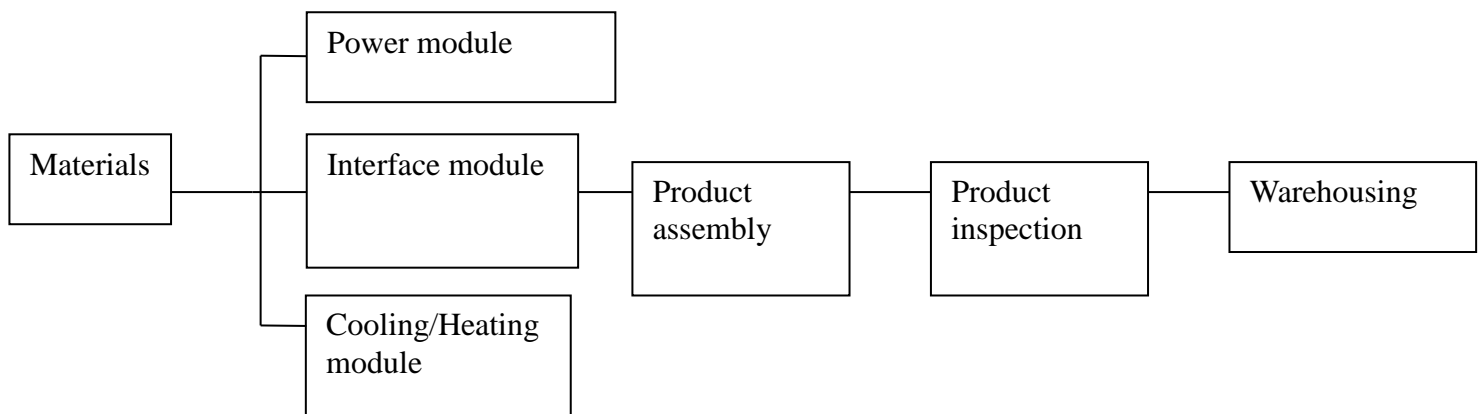 Power module
Materials
Interface module
Product
assembly
Product
inspection
Warehousing
Cooling/Heating
module